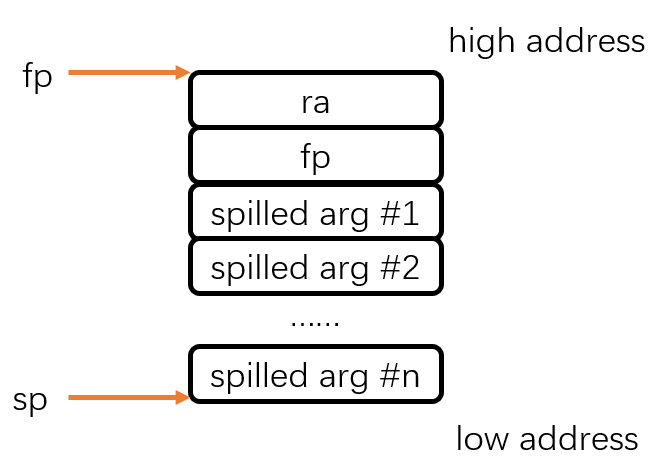 high address
fp
ra
fp
spilled arg #1
spilled arg #2
......
spilled arg #n
sp
low address